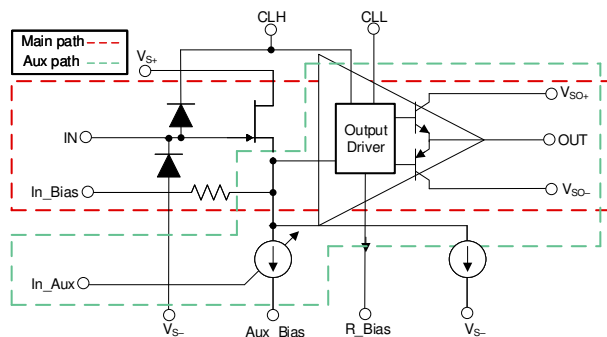 CLH
CLL
Main path
Aux path
VS+
VSO+
IN
Output
Driver
OUT
In_Bias
VSO–
In_Aux
VS–
Aux_Bias
R_Bias
VS–